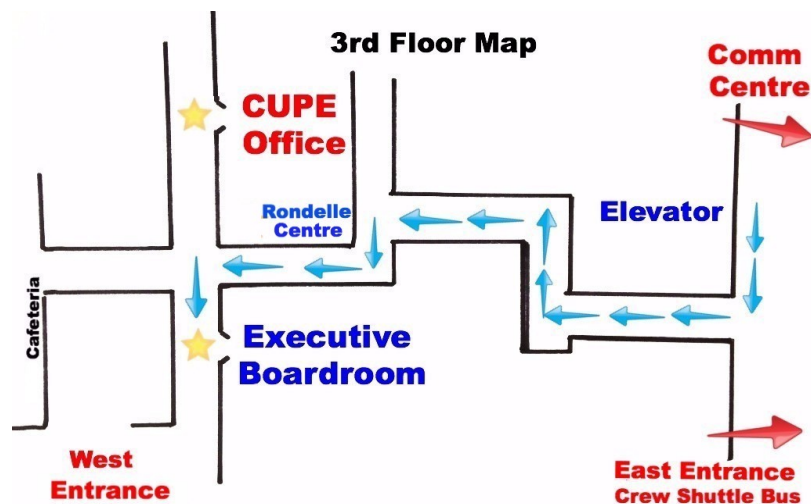 3rd Floor Map
Comm
Centre
CUPE
Office
Rondelle
Centre
Elevator
Cafeteria
Executive
Boardroom
West
Entrance
East Entrance
Crew Shuttle Bus